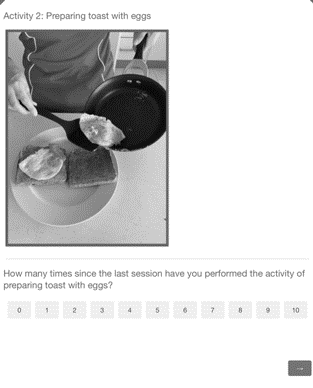 Activity 2: Preparing toast with eggs
How many times since the last session have you performed the activity of
preparing toast with eggs?
0 1 2 3 4 5 6 7 8 9 10
→